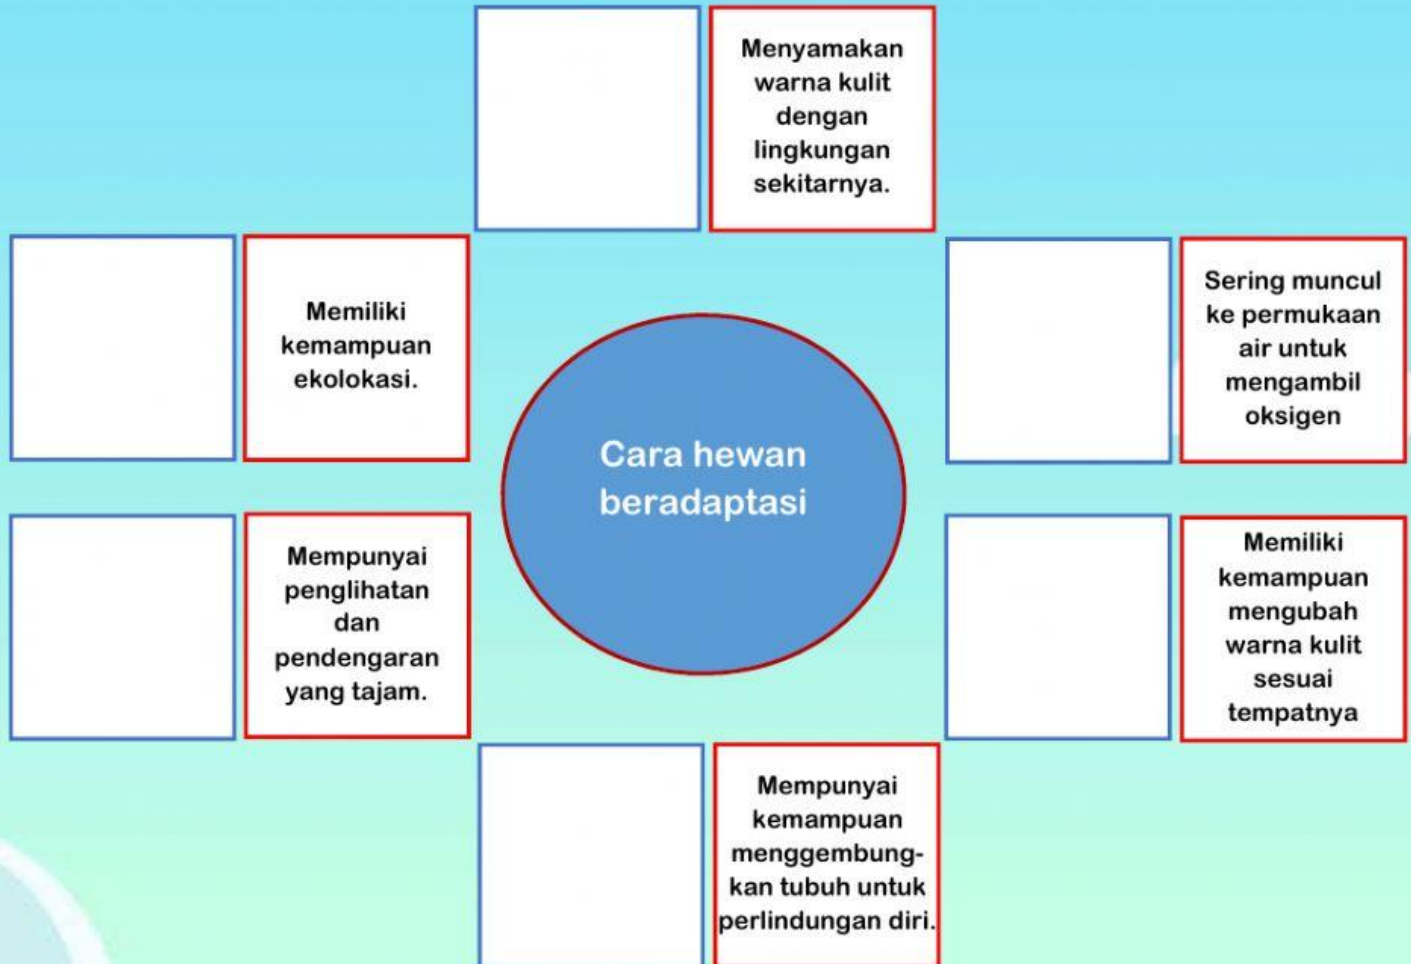 Menyamakan
warna kulit
dengan
lingkungan
sekitarnya.
Memiliki
kemampuan
ekolokasi.
Sering muncul
ke permukaan
air untuk
mengambil
oksigen
Cara hewan
beradaptasi
Mempunyai
penglihatan
dan
pendengaran
yang tajam.
Memiliki
kemampuan
mengubah
warna kulit
sesuai
tempatnya
Mempunyai
kemampuan
menggembung-
kan tubuh untuk
perlindungan diri.